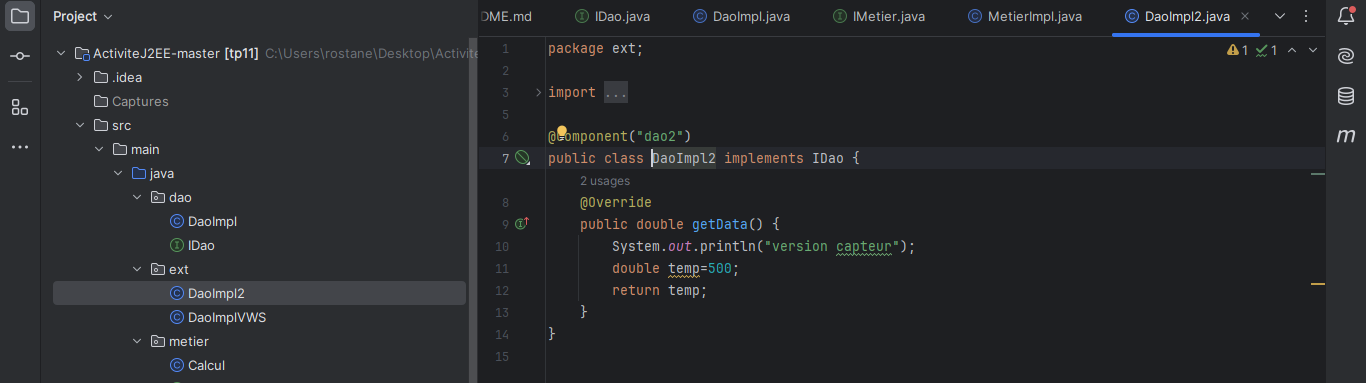 Project
ActiviteJ2EE-master [tp11] C:\Users\rostane\Desktop\Activite
.idea
Captures
src
main
java
dao
DaoImpl
IDao
ext
DaoImpl2
DaoImplVWS
metier
Calcul
DME.md IDao.java DaoImpl.java IMetier.java MetierImpl.java DaoImpl2.java
1 package ext;
1 1
2
3 import ...
5
6 @Component("dao2")
7 public class DaoImpl2 implements IDao {
2 usages
8 @Override
9 public double getData() {
10 System.out.println("version capteur");
11 double temp=500;
12 return temp;
13 }
14 }
15
m